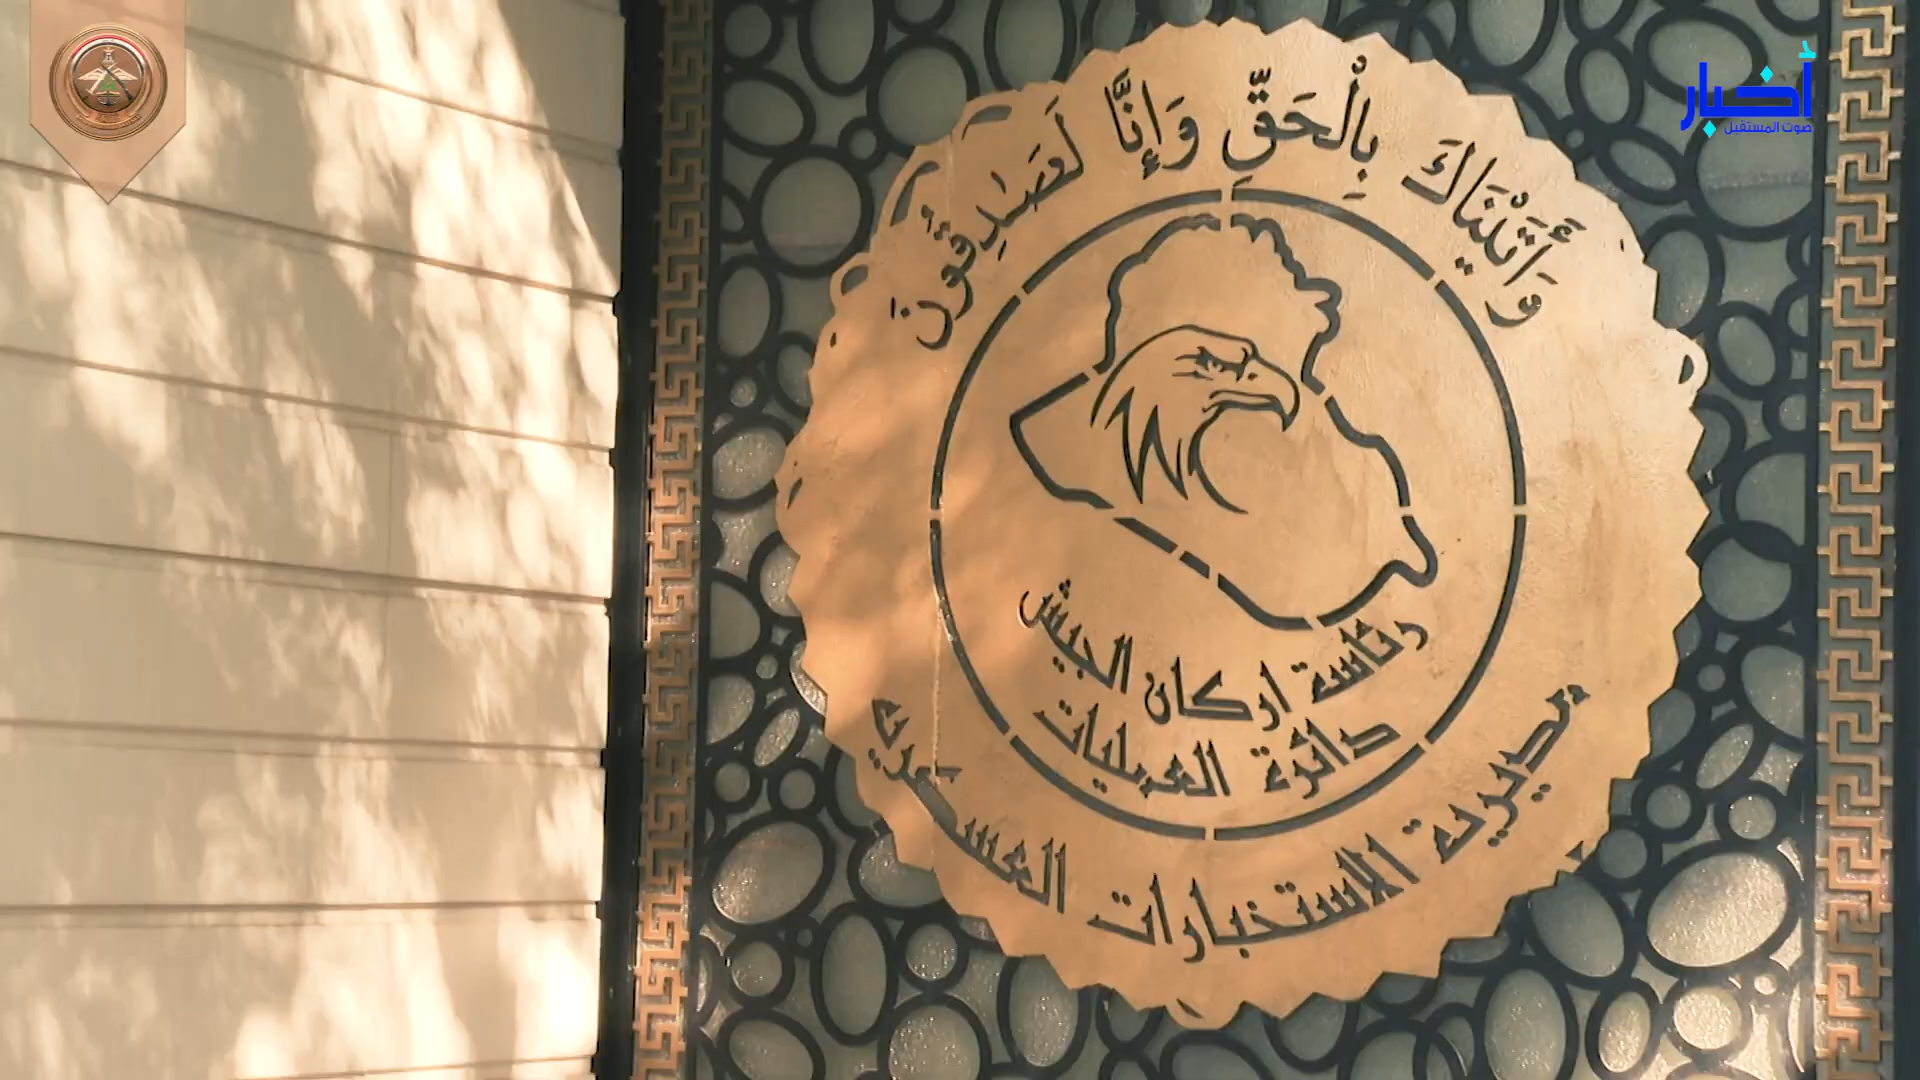 وَأَتَيْنَاكَ بِالْحَقِّ وَإِنَّا لَصَادِقُونَ
رئاسة اركان الجيش
دائرة العمليات
مديرية الاستخبارات العسكرية
أخبار
صوت المستقبل